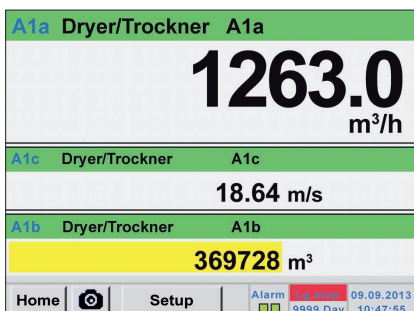 A1a Dryer/Trockner A1a
1263.0
m³/h
A1c Dryer/Trockner A1c
18.64 m/s
A1b Dryer/Trockner A1b
369728 m³
Home Setup Alarm 09.09.2013
9999 Day 10:47:55